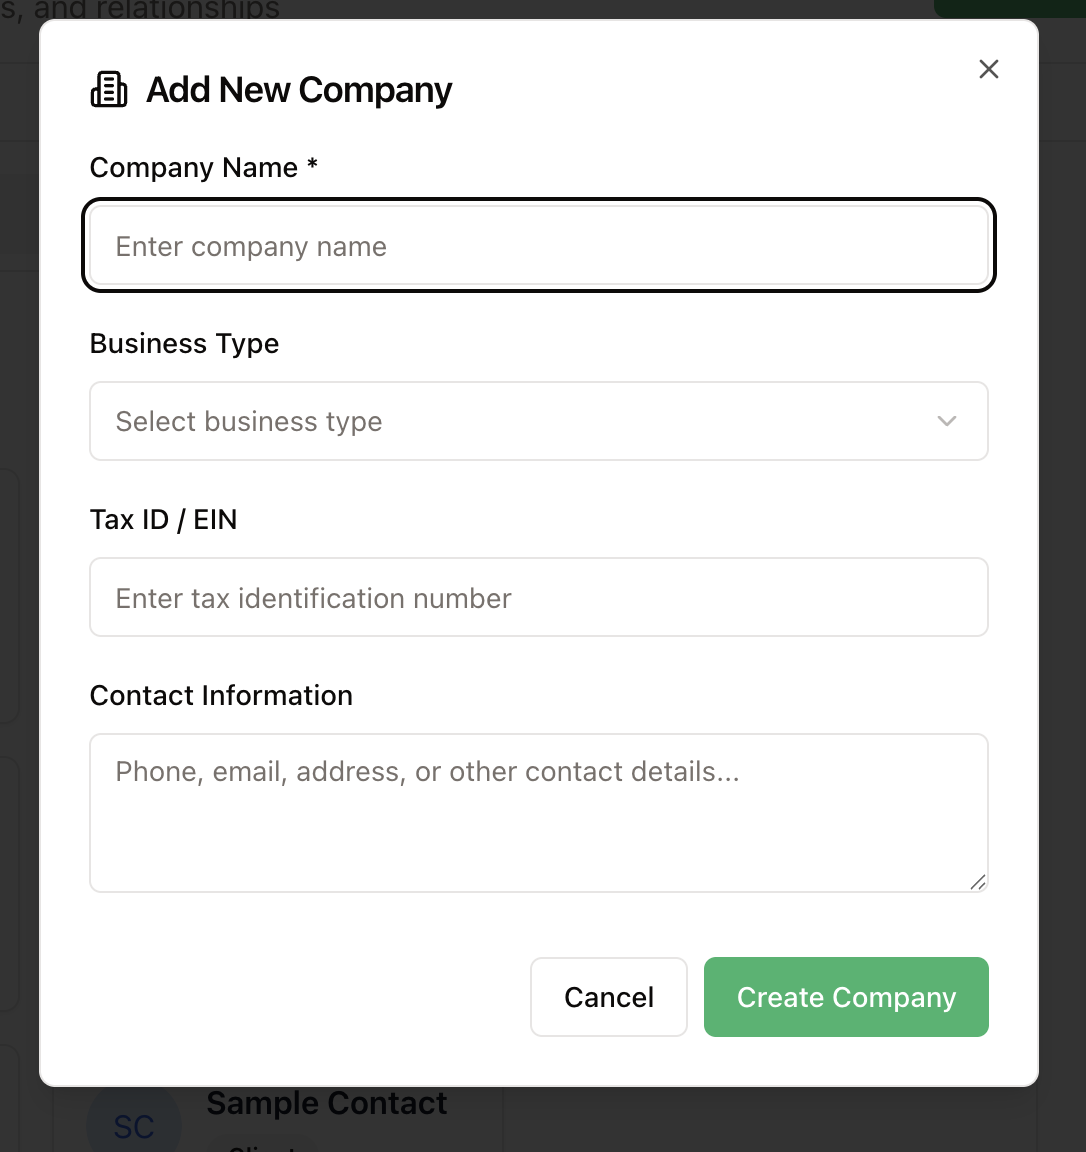 s, and relationships
Add New Company
Company Name *
Enter company name
Business Type
Select business type
Tax ID / EIN
Enter tax identification number
Contact Information
Phone, email, address, or other contact details...
Cancel
Create Company
SC
Sample Contact